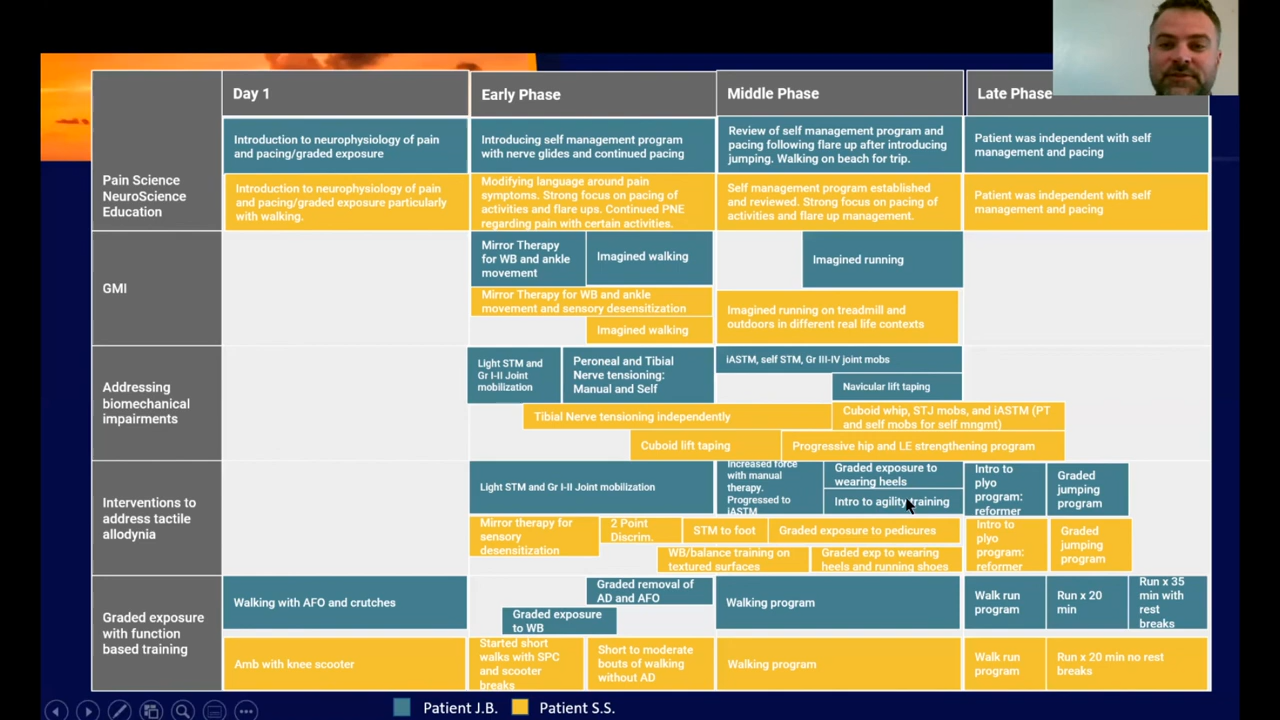 Day 1
Early Phase
Middle Phase
Late Phase
Pain Science
NeuroScience
Education
Introduction to neurophysiology of pain
and pacing/graded exposure
Introducing self management program
with nerve glides and continued pacing
Review of self management program and
pacing following flare up after introducing
jumping. Walking on beach for trip.
Patient was independent with self
management and pacing
Introduction to neurophysiology of pain
and pacing/graded exposure particularly
with walking.
Modifying language around pain
symptoms. Strong focus on pacing of
activities and flare ups. Continued PNE
regarding pain with certain activities.
Self management program established
and reviewed. Strong focus on pacing of
activities and flare up management.
Patient was independent with self
management and pacing
GMI
Mirror Therapy
for WB and ankle
movement
Imagined walking
Imagined running
Mirror Therapy for WB and ankle
movement and sensory desensitization
Imagined walking
Imagined running on treadmill and
outdoors in different real life contexts
Addressing
biomechanical
impairments
Light STM and
Gr I-II Joint
mobilization
Peroneal and Tibial
Nerve tensioning:
Manual and Self
iASTM, self STM, Gr III-IV joint mobs
Navicular lift taping
Tibial Nerve tensioning independently
Cuboid whip, STJ mobs, and iASTM (PT
and self mobs for self mngmt)
Cuboid lift taping
Progressive hip and LE strengthening program
Interventions to
address tactile
allodynia
Light STM and Gr I-II Joint mobilization
Increased force
with manual
therapy.
Progressed to
iASTM
Graded exposure to
wearing heels
Intro to agility training
Intro to
plyo
program:
reformer
Graded
jumping
program
Mirror therapy for
sensory
desensitization
2 Point
Discrim.
STM to foot
Graded exposure to pedicures
WB/balance training on
textured surfaces
Graded exp to wearing
heels and running shoes
Intro to
plyo
program:
reformer
Graded
jumping
program
Graded exposure
with function
based training
Walking with AFO and crutches
Graded removal of
AD and AFO
Graded exposure
to WB
Walking program
Walk run
program
Run x 20
min
Run x 35
min with
rest
breaks
Amb with knee scooter
Started short
walks with SPC
and scooter
breaks
Short to moderate
bouts of walking
without AD
Walking program
Walk run
program
Run x 20 min no rest
breaks
Patient J.B.
Patient S.S.